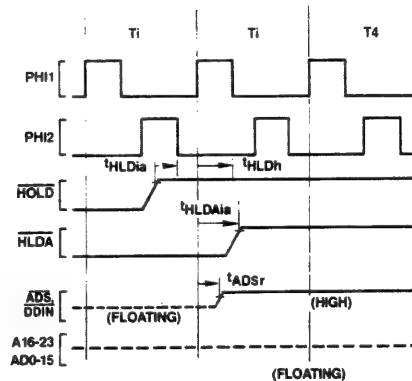 Ti Ti T4
PHI1
PHI2
tHLDia tHLDh
HOLD
tHLDAia
HLDA
tADSr
ADS,
DDIN
(FLOATING) (HIGH)
A16-23
AD0-15
(FLOATING)